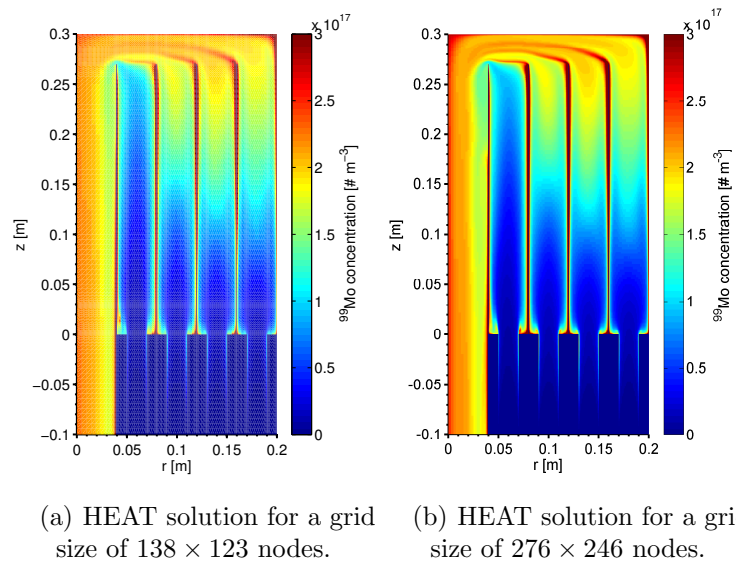 x 10^17
0.3
0.25
0.2
0.15
0.1
0.05
0
−0.05
−0.1
z [m]
0 0.05 0.1 0.15 0.2
r [m]
3
2.5
2
1.5
1
0.5
0
99Mo concentration [# m−3]
x 10^17
0.3
0.25
0.2
0.15
0.1
0.05
0
-0.05
-0.1
z [m]
0 0.05 0.1 0.15 0.2
r [m]
3
2.5
2
1.5
1
0.5
0
99Mo concentration [# m-3]
(a) HEAT solution for a grid
size of 138 × 123 nodes.
(b) HEAT solution for a gri
size of 276 × 246 nodes.